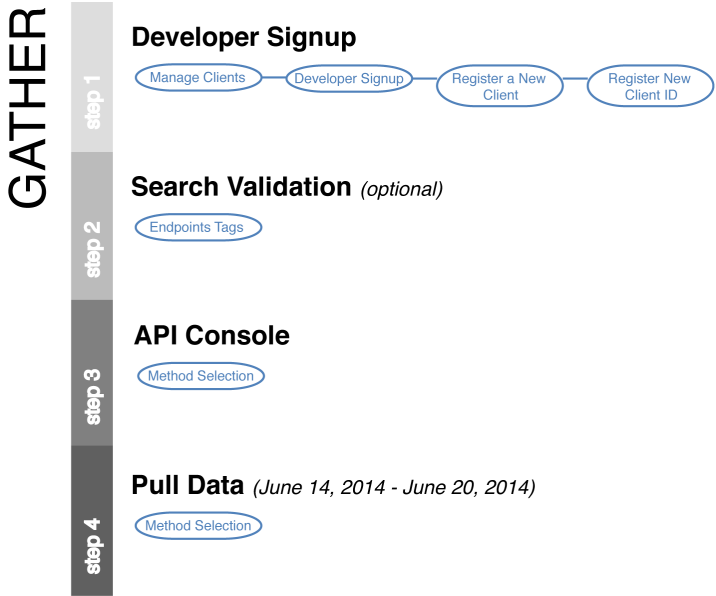 GATHER
step 1
Developer Signup
Manage Clients
Developer Signup
Register a New
Client
Register New
Client ID
step 2
Search Validation (optional)
Endpoints Tags
step 3
API Console
Method Selection
step 4
Pull Data (June 14, 2014 - June 20, 2014)
Method Selection